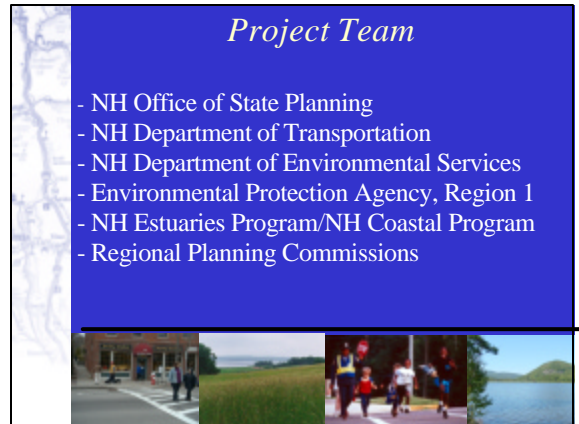 Project Team
- NH Office of State Planning
- NH Department of Transportation
- NH Department of Environmental Services
- Environmental Protection Agency, Region 1
- NH Estuaries Program/NH Coastal Program
- Regional Planning Commissions